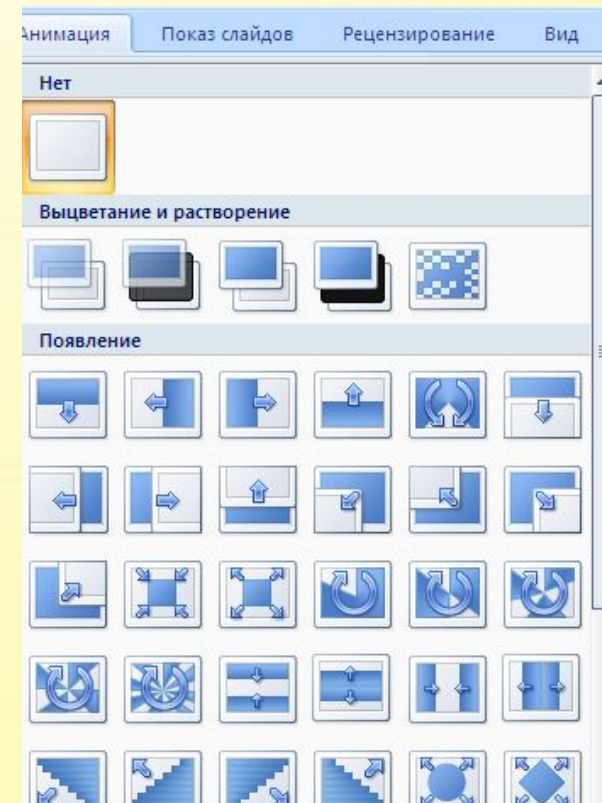 Анимация Показ слайдов Рецензирование Вид
Нет
Выцветание и растворение
Появление